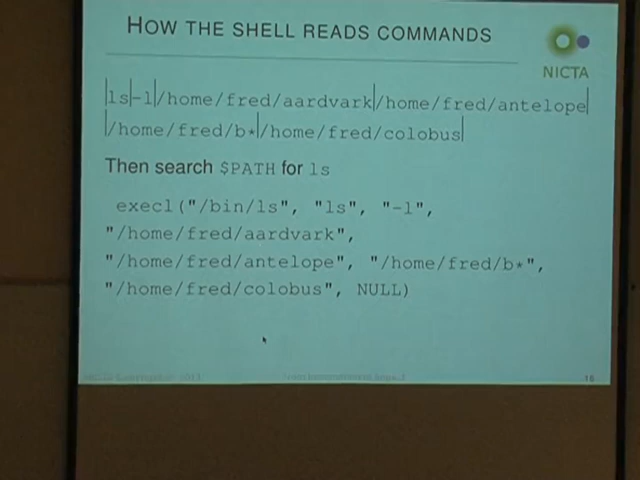 HOW THE SHELL READS COMMANDS
NICTA
|ls|-l|/home/fred/aardvark|/home/fred/antelope|
|/home/fred/b*|/home/fred/colobus|
Then search $PATH for ls
execl("/bin/ls", "ls", "-l",
"/home/fred/aardvark",
"/home/fred/antelope", "/home/fred/b*",
"/home/fred/colobus", NULL)
16